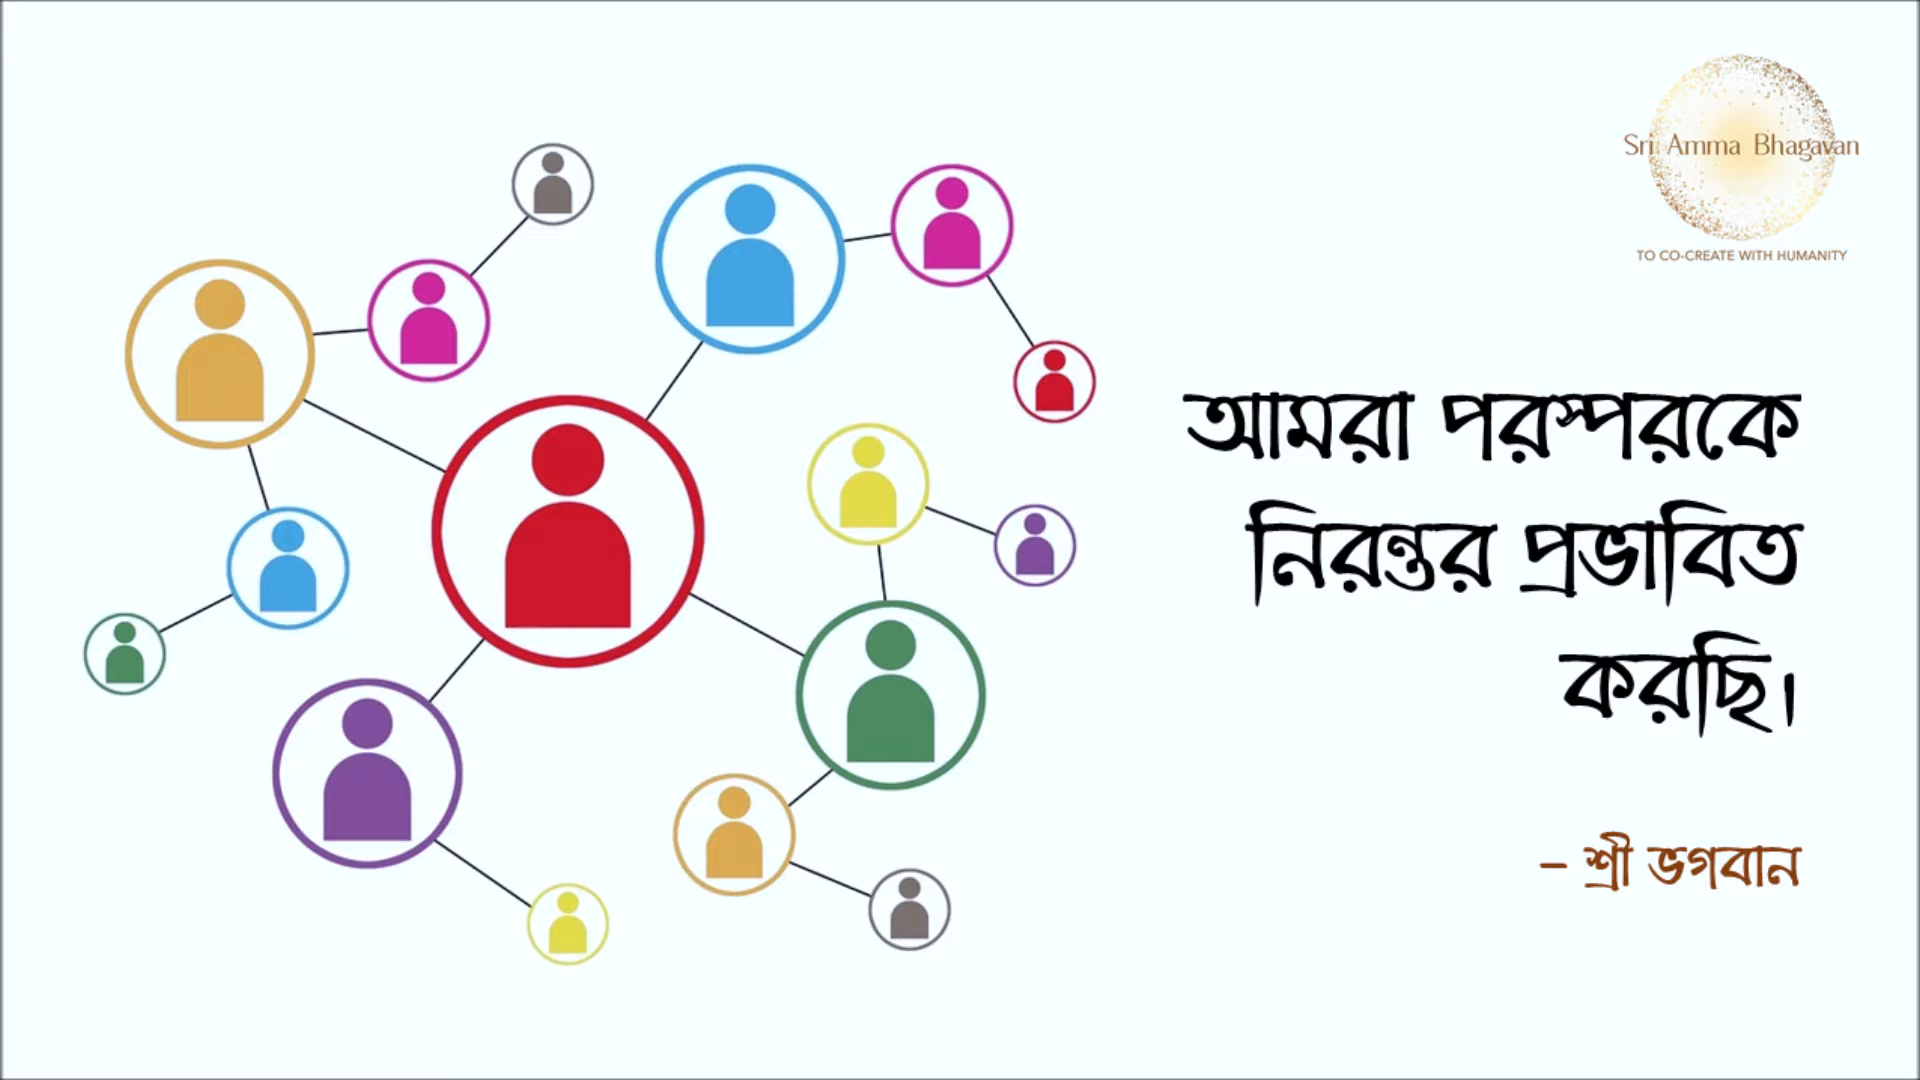 Sri Amma Bhagavan
TO CO-CREATE WITH HUMANITY
আমরা পরস্পরকে
নিরন্তর প্রভাবিত
করছি।
– শ্রী ভগবান